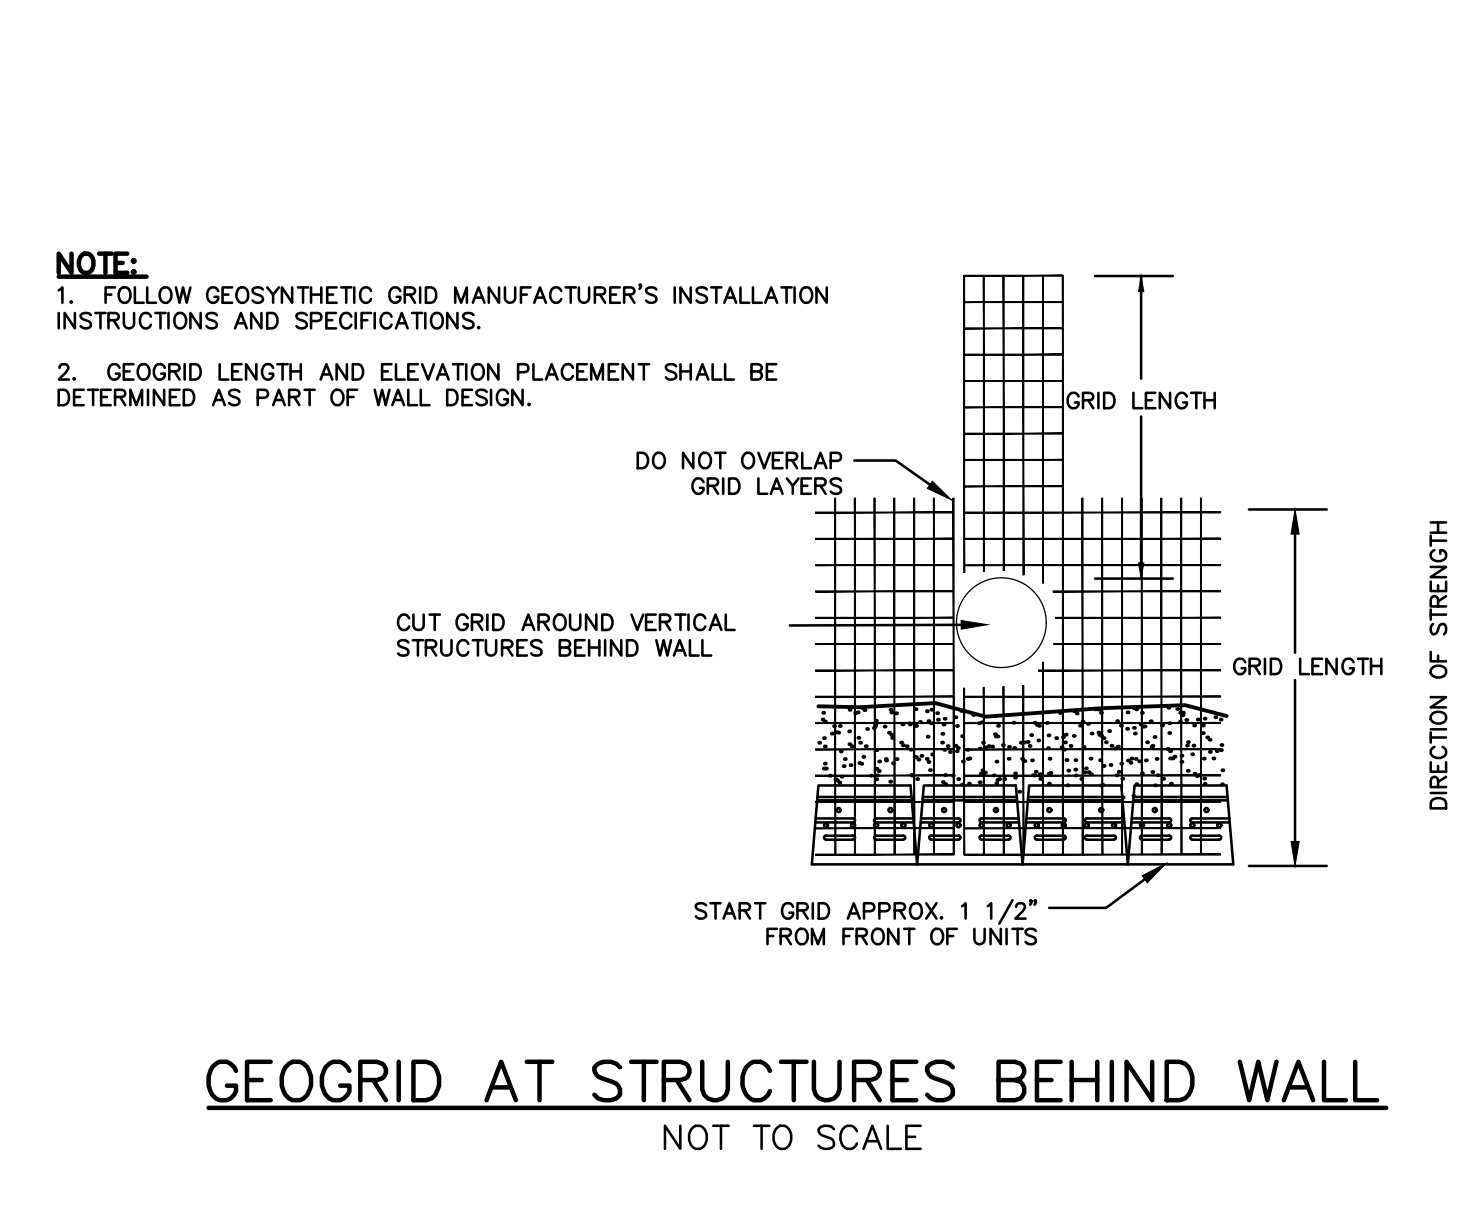 NOTE:
1. FOLLOW GEOSYNTHETIC GRID MANUFACTURER'S INSTALLATION
INSTRUCTIONS AND SPECIFICATIONS.
2. GEOGRID LENGTH AND ELEVATION PLACEMENT SHALL BE
DETERMINED AS PART OF WALL DESIGN.
GRID LENGTH
DO NOT OVERLAP
GRID LAYERS
CUT GRID AROUND VERTICAL
STRUCTURES BEHIND WALL
GRID LENGTH
DIRECTION OF STRENGTH
START GRID APPROX. 1 1/2"
FROM FRONT OF UNITS
GEOGRID AT STRUCTURES BEHIND WALL
NOT TO SCALE